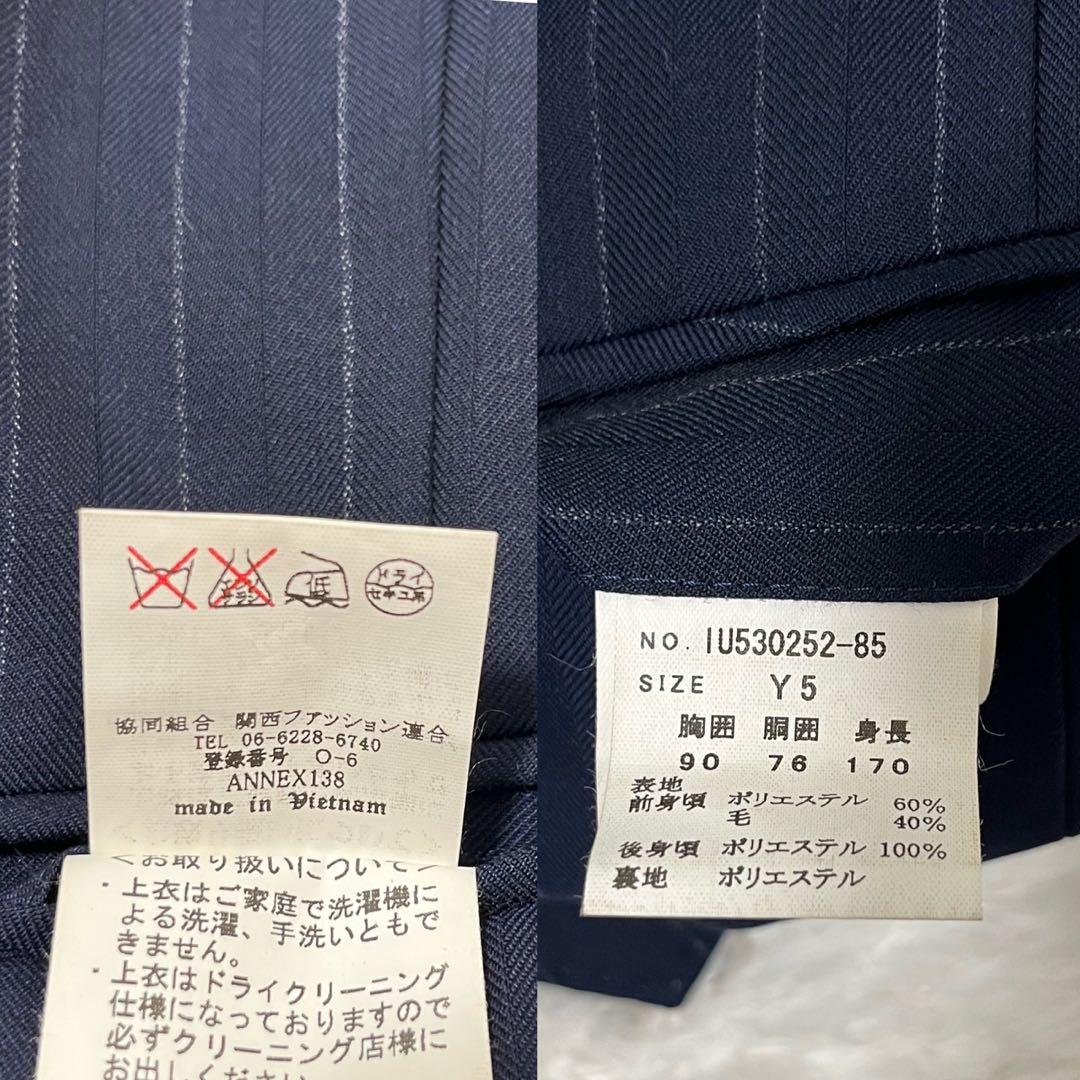 エンソ
サラシ
低
ドライ
セキユ系
協同組合 関西ファッション連合
TEL 06-6228-6740
登録番号 O-6
ANNEX138
made in Vietnam
<お取り扱いについて>
・上衣はご家庭で洗濯機に
よる洗濯、手洗いともで
きません。
・上衣はドライクリーニング
仕様になっておりますので
必ずクリーニング店様に
お出しください
NO. IU530252-85
SIZE Y5
胸囲 胴囲 身長
90 76 170
表地
前身頃 ポリエステル 60%
毛 40%
後身頃 ポリエステル 100%
裏地 ポリエステル